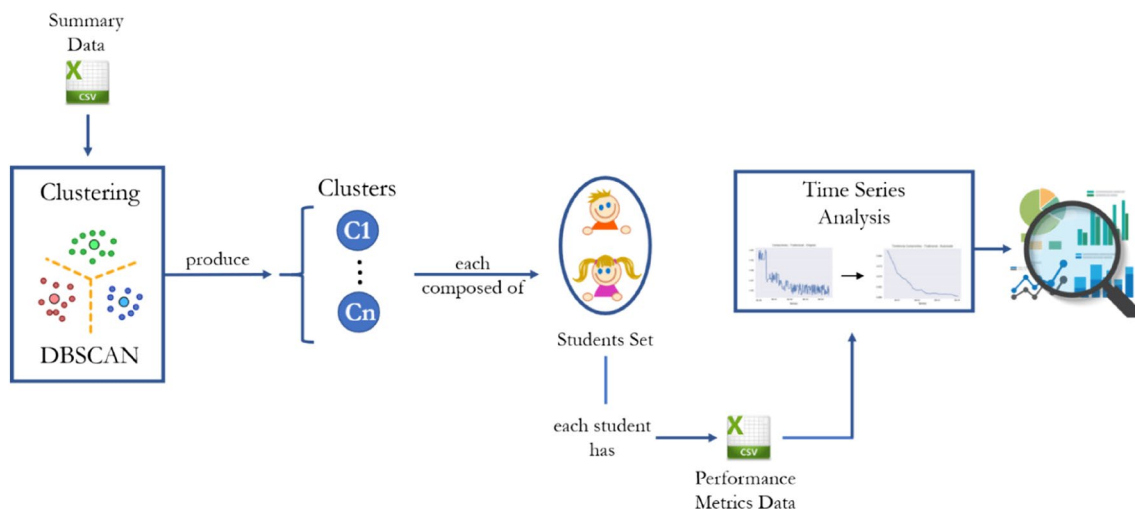 Summary
Data
X
CSV
Clustering
DBSCAN
produce
Clusters
C1
Cn
each
composed of
Students Set
each student
has
X
CSV
Performance
Metrics Data
Time Series
Analysis